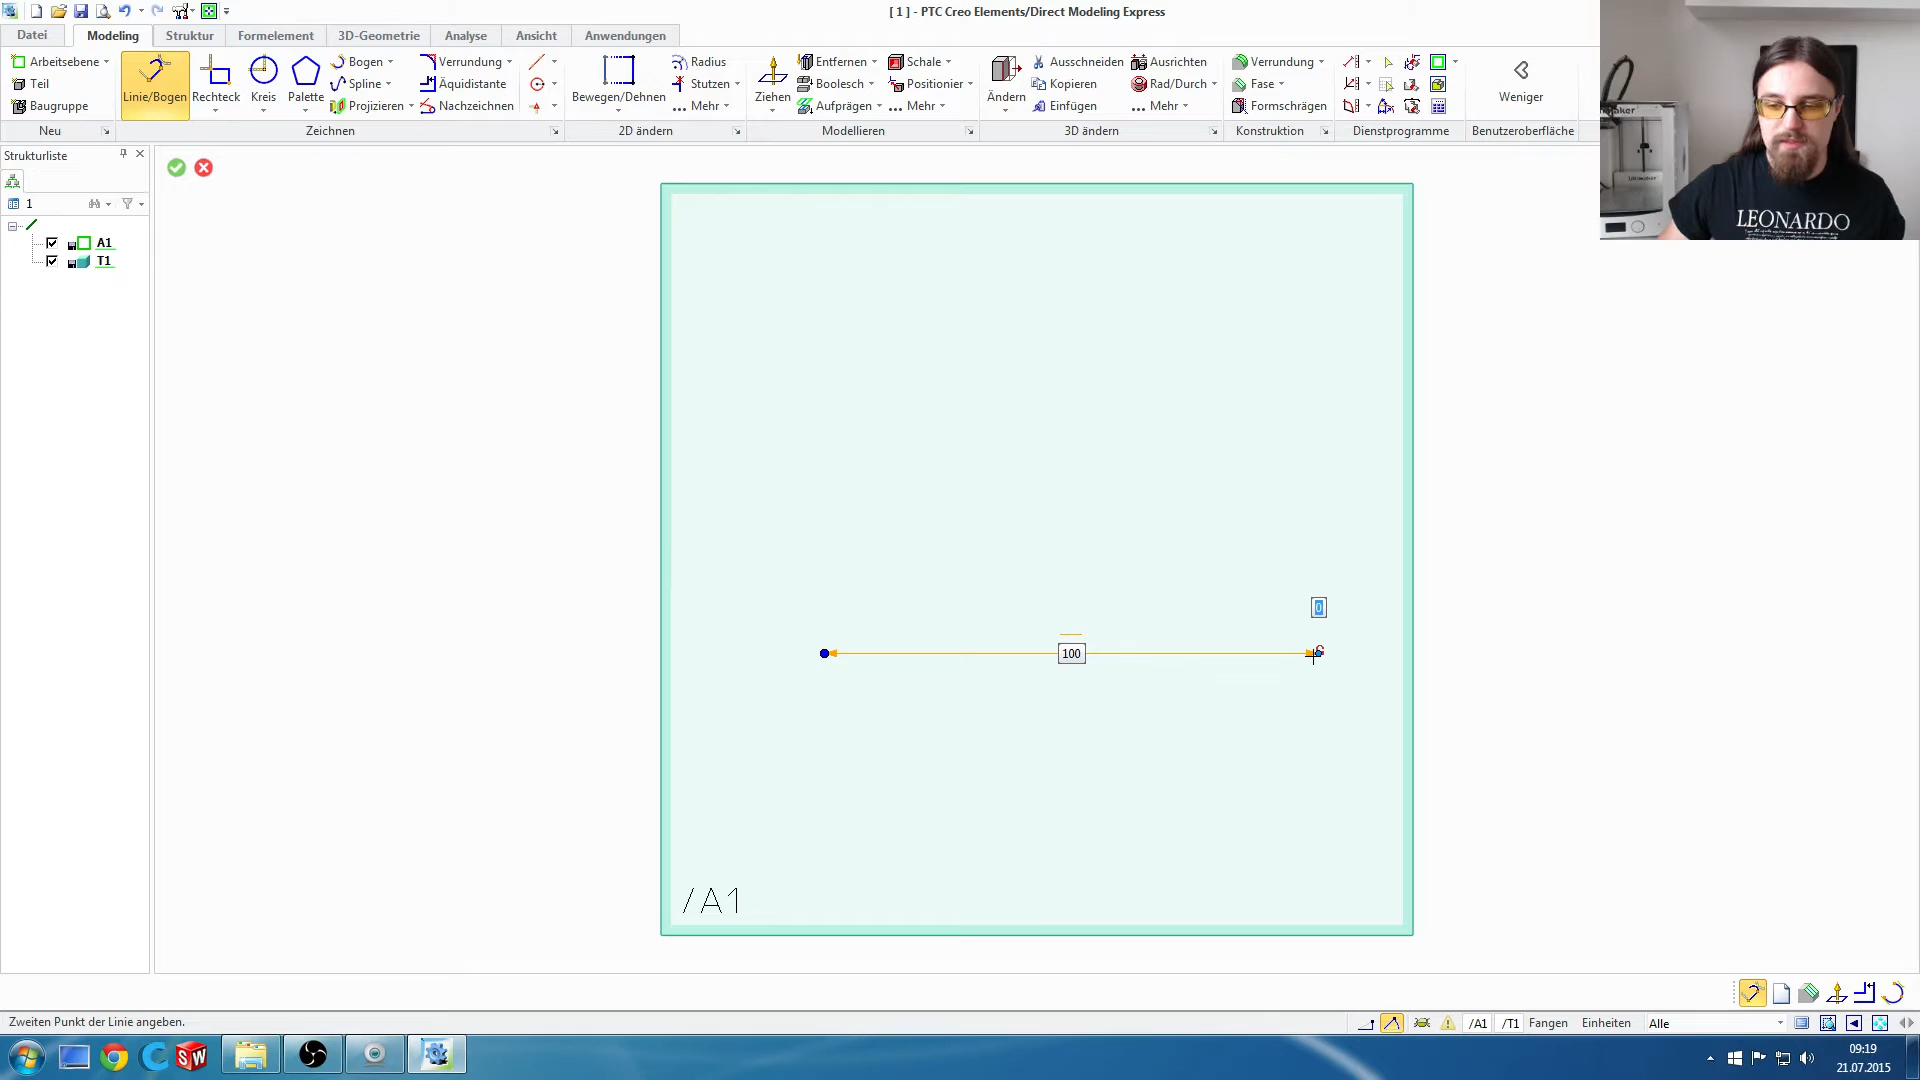 [ 1 ] - PTC Creo Elements/Direct Modeling Express
Datei Modeling Struktur Formelement 3D-Geometrie Analyse Ansicht Anwendungen
Arbeitsebene
Teil
Baugruppe
Neu
Linie/Bogen Rechteck Kreis Palette
Bogen Verrundung
Spline Äquidistante
Projizieren Nachzeichnen
Zeichnen
Bewegen/Dehnen
Radius
Stutzen
Mehr
2D ändern
Ziehen
Entfernen Schale
Boolesch Positionier
Aufprägen Mehr
Modellieren
Ändern
Ausschneiden Ausrichten
Kopieren Rad/Durch
Einfügen Mehr
3D ändern
Verrundung
Fase
Formschrägen
Konstruktion
Dienstprogramme
Weniger
Benutzeroberfläche
Strukturliste
1
A1
T1
0
100
/A1
LEONARDO
Zweiten Punkt der Linie angeben.
/A1 /T1 Fangen Einheiten Alle
SW
09:19
21.07.2015